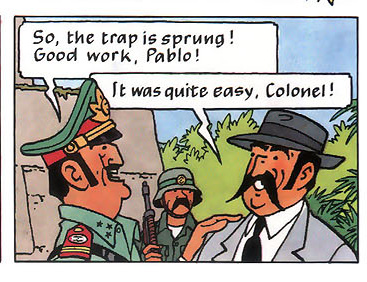 So, the trap is sprung!
Good work, Pablo!
It was quite easy, Colonel!